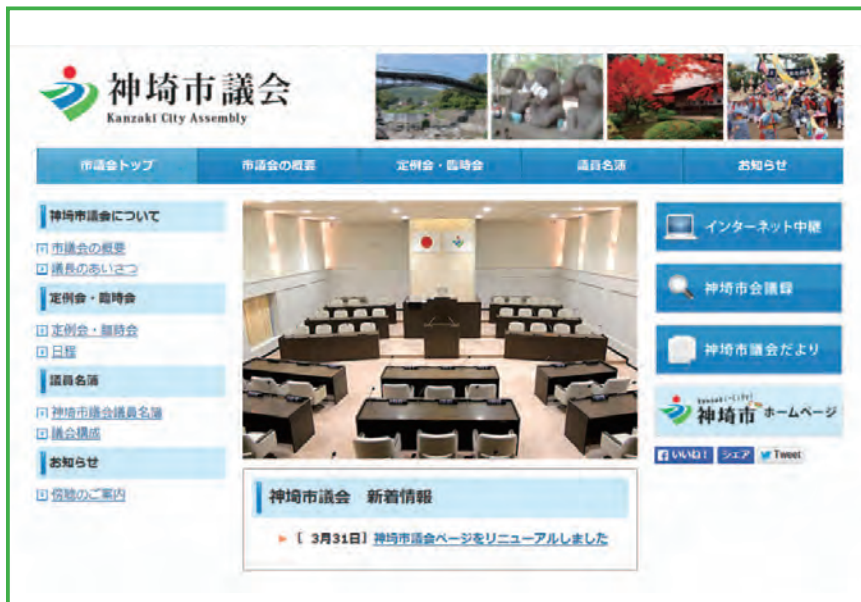 神埼市議会
Kanzaki City Assembly
市議会トップ
市議会の概要
定例会・臨時会
議員名簿
お知らせ
神埼市議会について
市議会の概要
議長のあいさつ
定例会・臨時会
定例会・臨時会
日程
議員名簿
神埼市議会議員名簿
議会構成
お知らせ
傍聴のご案内
神埼市議会 新着情報
[ 3月31日] 神埼市議会ページをリニューアルしました
インターネット中継
神埼市会議録
神埼市議会だより
神埼市 ホームページ
いいね! シェア Tweet